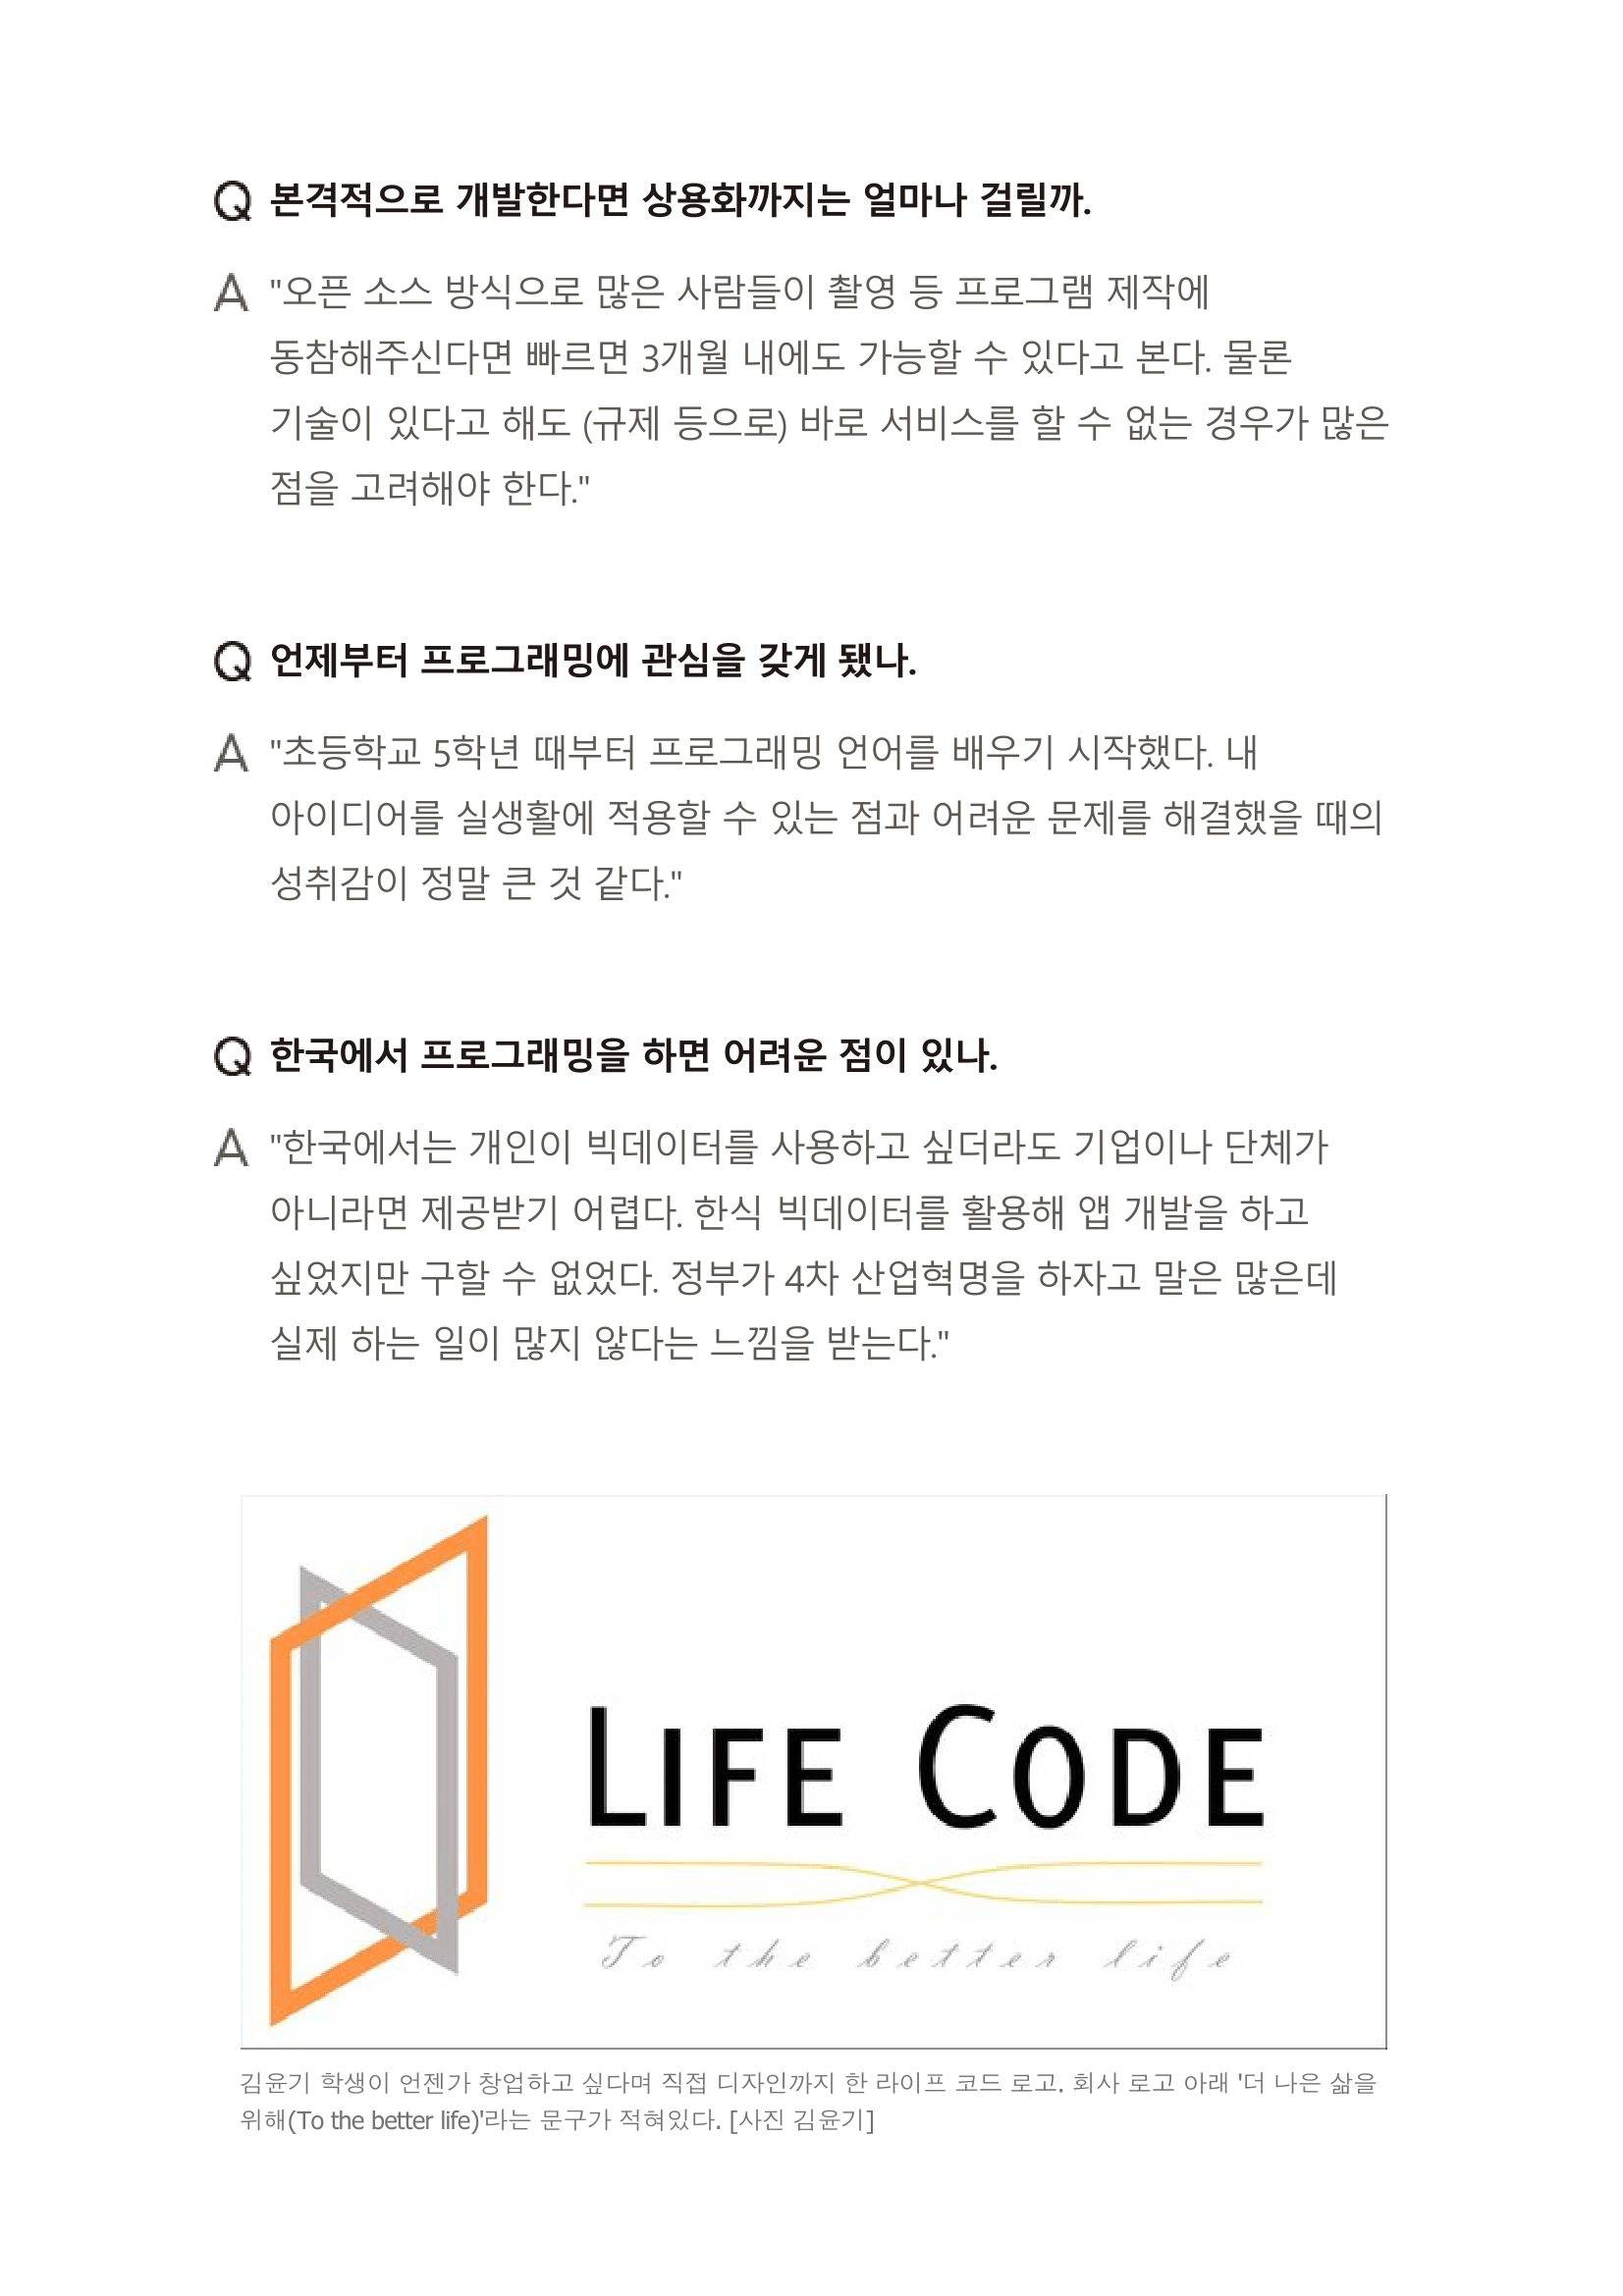 Q 본격적으로 개발한다면 상용화까지는 얼마나 걸릴까.
A "오픈 소스 방식으로 많은 사람들이 촬영 등 프로그램 제작에
동참해주신다면 빠르면 3개월 내에도 가능할 수 있다고 본다. 물론
기술이 있다고 해도 (규제 등으로) 바로 서비스를 할 수 없는 경우가 많은
점을 고려해야 한다."
Q 언제부터 프로그래밍에 관심을 갖게 됐나.
A "초등학교 5학년 때부터 프로그래밍 언어를 배우기 시작했다. 내
아이디어를 실생활에 적용할 수 있는 점과 어려운 문제를 해결했을 때의
성취감이 정말 큰 것 같다."
Q 한국에서 프로그래밍을 하면 어려운 점이 있나.
A "한국에서는 개인이 빅데이터를 사용하고 싶더라도 기업이나 단체가
아니라면 제공받기 어렵다. 한식 빅데이터를 활용해 앱 개발을 하고
싶었지만 구할 수 없었다. 정부가 4차 산업혁명을 하자고 말은 많은데
실제 하는 일이 많지 않다는 느낌을 받는다."
LIFE CODE
To the better life
김윤기 학생이 언젠가 창업하고 싶다며 직접 디자인까지 한 라이프 코드 로고. 회사 로고 아래 '더 나은 삶을
위해(To the better life)'라는 문구가 적혀있다. [사진 김윤기]